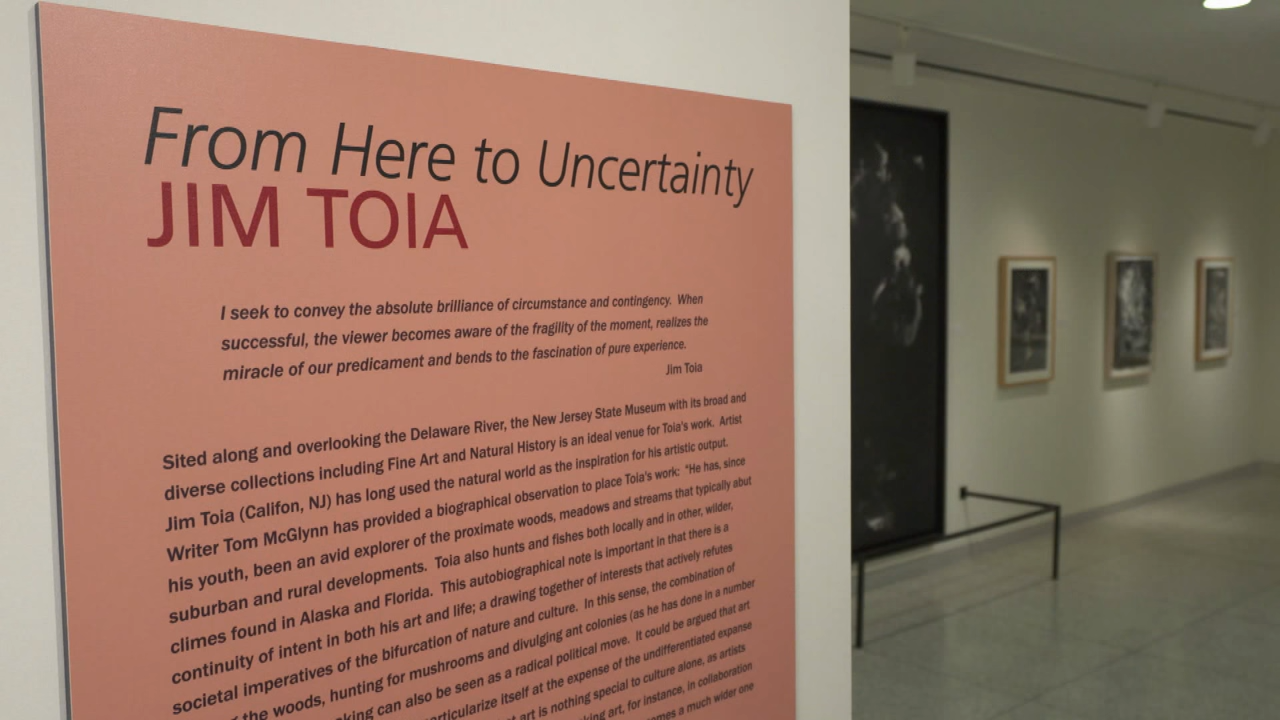 From Here to Uncertainty
JIM TOIA
I seek to convey the absolute brilliance of circumstance and contingency. When
successful, the viewer becomes aware of the fragility of the moment, realizes the
miracle of our predicament and bends to the fascination of pure experience.
Jim Toia
Sited along and overlooking the Delaware River, the New Jersey State Museum with its broad and
diverse collections including Fine Art and Natural History is an ideal venue for Toia's work. Artist
Jim Toia (Califon, NJ) has long used the natural world as the inspiration for his artistic output.
Writer Tom McGlynn has provided a biographical observation to place Toia's work: "He has, since
his youth, been an avid explorer of the proximate woods, meadows and streams that typically abut
suburban and rural developments. Toia also hunts and fishes both locally and in other, wilder,
climes found in Alaska and Florida. This autobiographical note is important in that there is a
continuity of intent in both his art and life; a drawing together of interests that actively refutes
societal imperatives of the bifurcation of nature and culture. In this sense, the combination of
the woods, hunting for mushrooms and divulging ant colonies (as he has done in a number
can also be seen as a radical political move. It could be argued that art
itself at the expense of the undifferentiated expanse
art is nothing special to culture alone, as artists
art, for instance, in collaboration
a much wider one